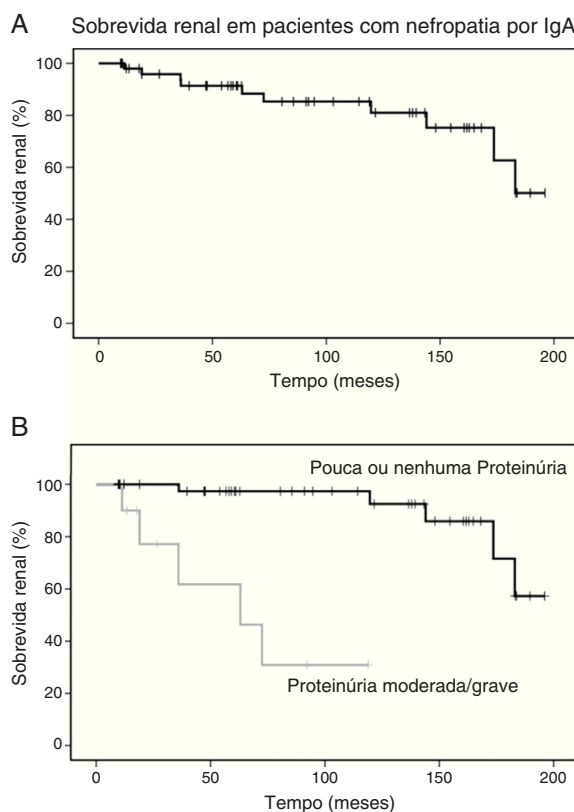 A
Sobrevida renal em pacientes com nefropatia por IgA
Sobrevida renal (%)
100
80
60
40
20
0
0 50 100 150 200
Tempo (meses)
B
Sobrevida renal (%)
100
80
60
40
20
0
Pouca ou nenhuma Proteinúria
Proteinúria moderada/grave
0 50 100 150 200
Tempo (meses)